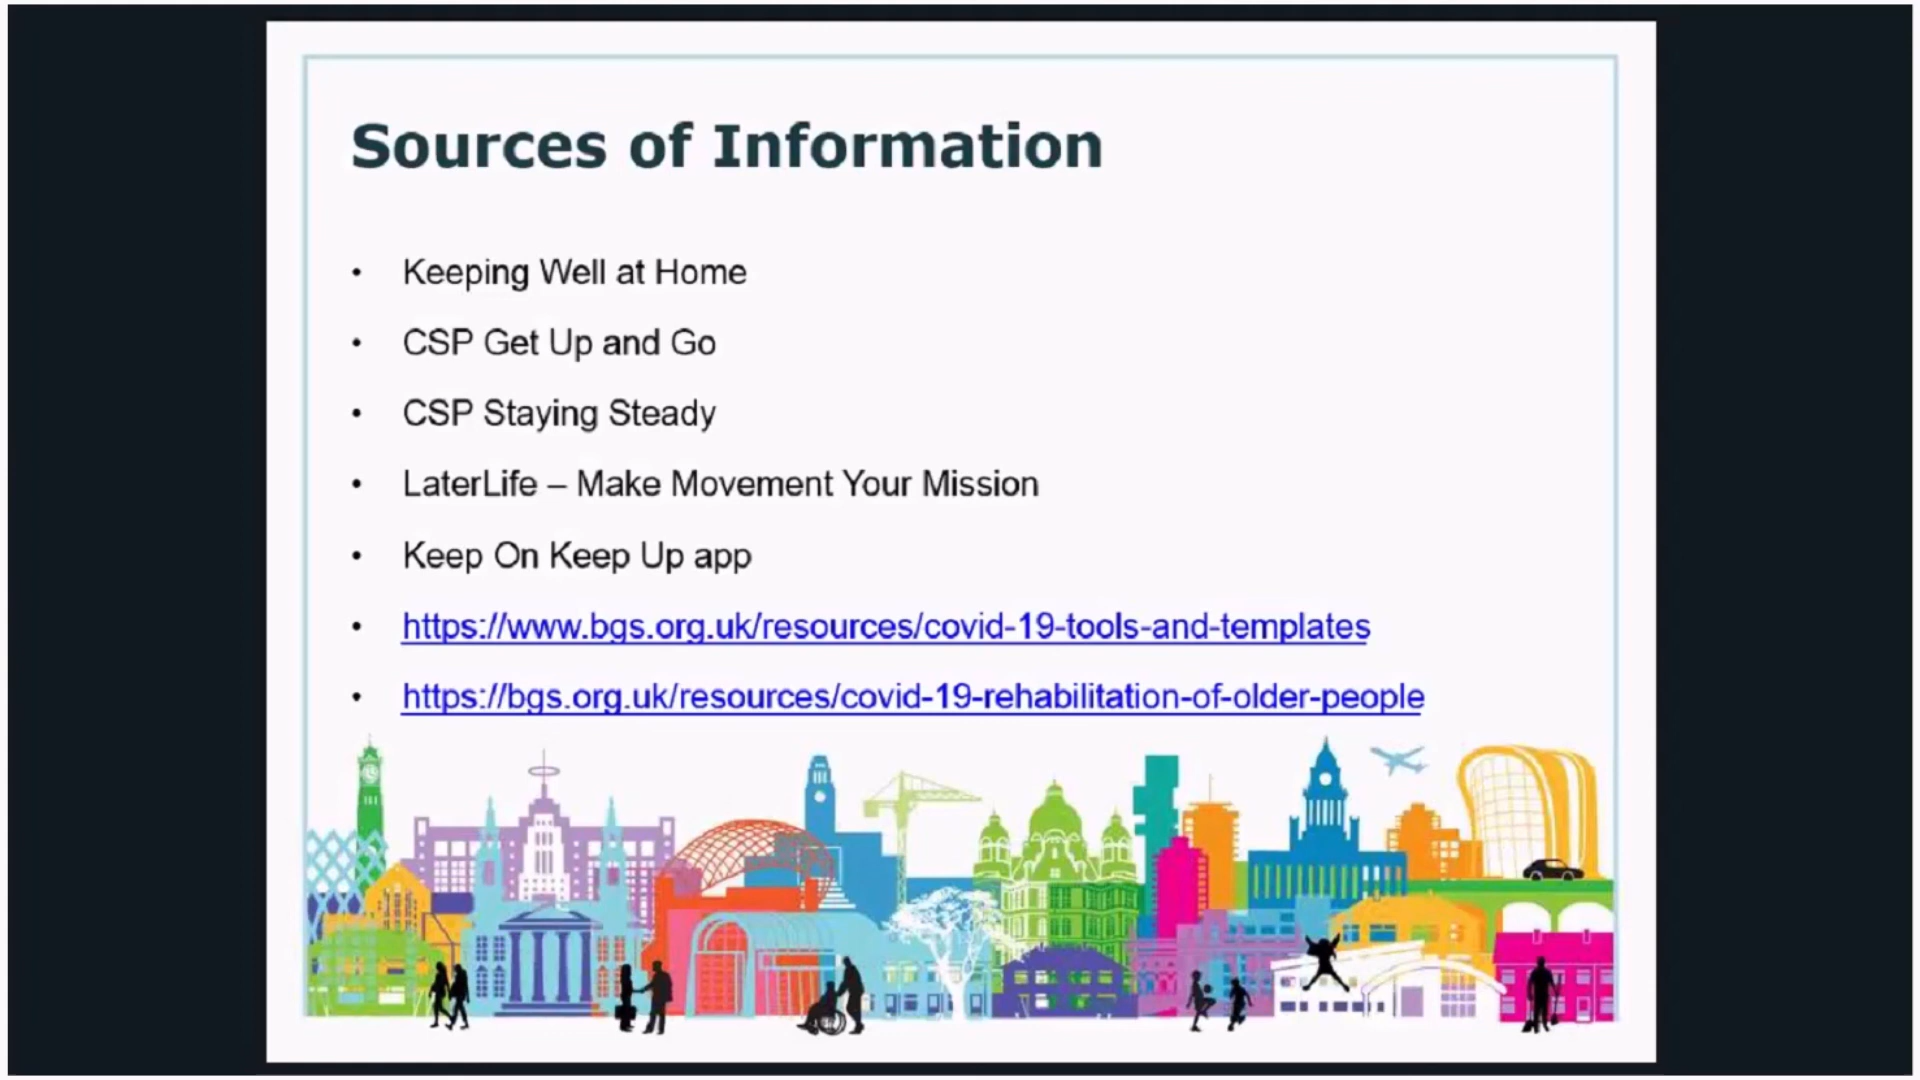 Sources of Information
• Keeping Well at Home
• CSP Get Up and Go
• CSP Staying Steady
• LaterLife – Make Movement Your Mission
• Keep On Keep Up app
• https://www.bgs.org.uk/resources/covid-19-tools-and-templates
• https://bgs.org.uk/resources/covid-19-rehabilitation-of-older-people